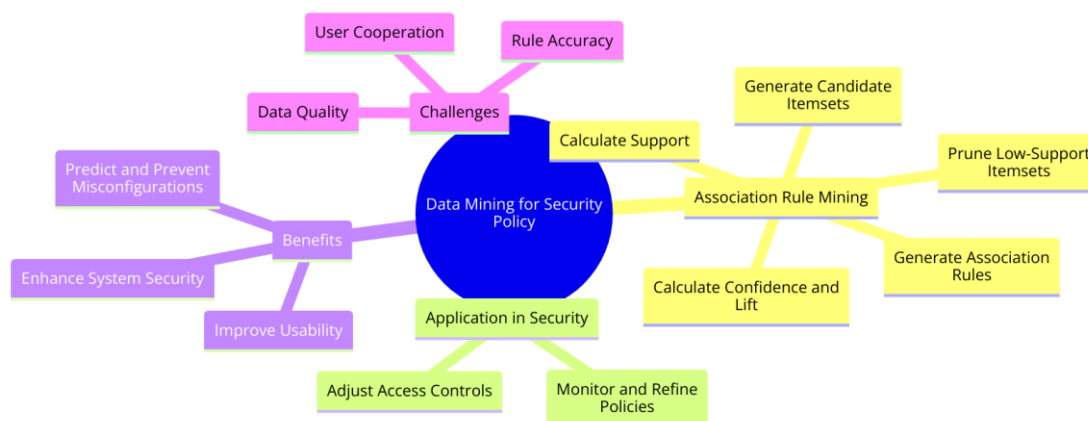 User Cooperation
Rule Accuracy
Data Quality
Challenges
Generate Candidate
Itemsets
Calculate Support
Prune Low-Support
Itemsets
Association Rule Mining
Generate Association
Rules
Calculate Confidence and
Lift
Data Mining for Security
Policy
Predict and Prevent
Misconfigurations
Benefits
Enhance System Security
Improve Usability
Application in Security
Adjust Access Controls
Monitor and Refine
Policies